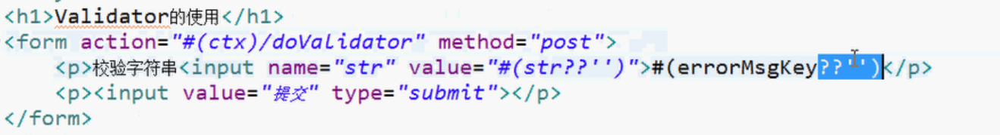 <h1>Validator的使用</h1>
<form action="#(ctx)/doValidator" method="post">
<p>校验字符串<input name="str" value="#(str??'')">#(errorMsgKey??'')</p>
<p><input value="提交" type="submit"></p>
</form>